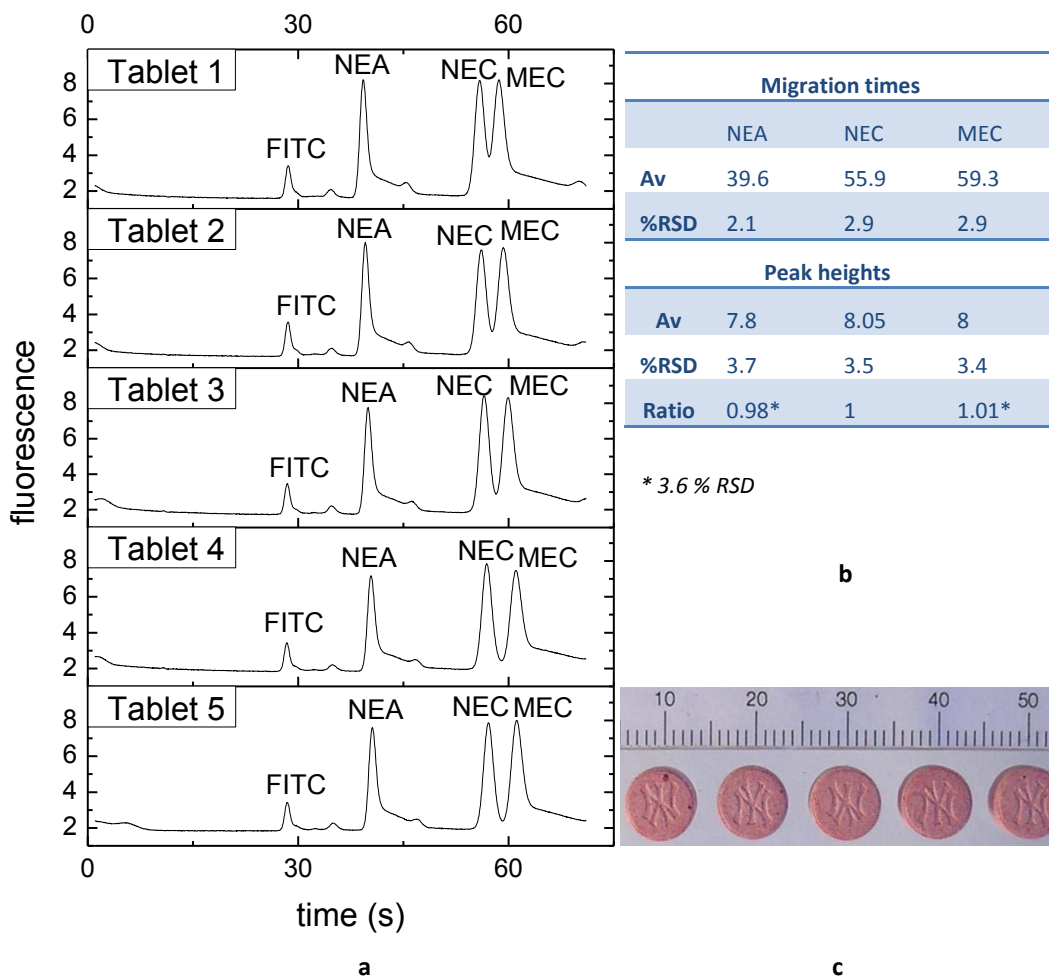 0 30 60
Tablet 1
NEA
NEC
MEC
FITC
8
6
4
2
Tablet 2
NEA
NEC MEC
FITC
8
6
4
2
Tablet 3
NEA
NEC
MEC
FITC
8
6
4
2
Tablet 4
NEA
NEC
MEC
FITC
8
6
4
2
Tablet 5
NEA
NEC MEC
FITC
8
6
4
2
fluorescence
0 30 60
time (s)
a
Migration times
NEA NEC MEC
Av 39.6 55.9 59.3
%RSD 2.1 2.9 2.9
Peak heights
Av 7.8 8.05 8
%RSD 3.7 3.5 3.4
Ratio 0.98* 1 1.01*
* 3.6 % RSD
b
10 20 30 40 50
NY NY NY NY NY
c